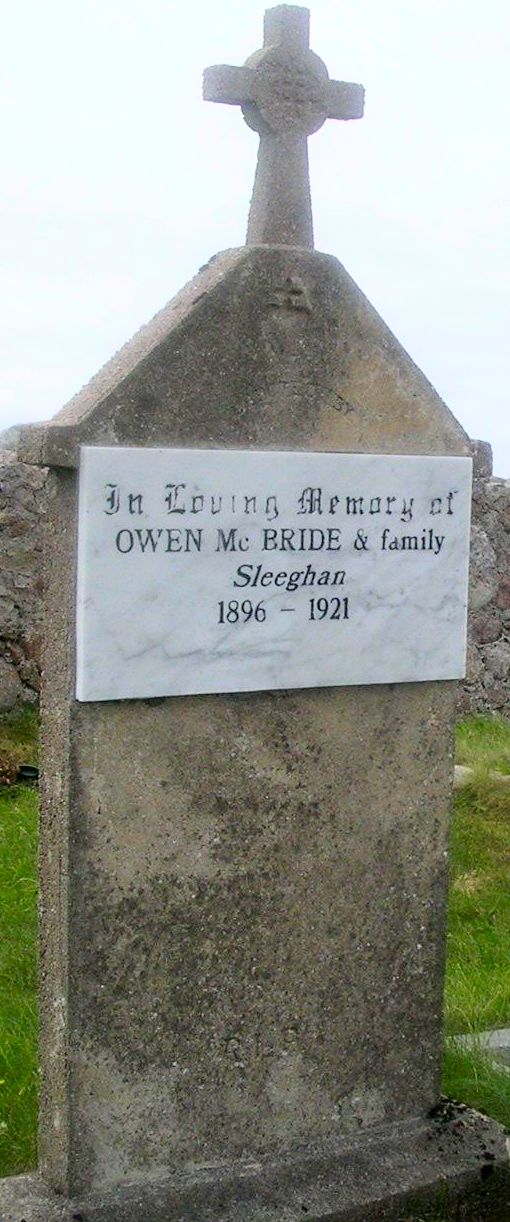 In Loving Memory of
OWEN Mc BRIDE & family
Sleeghan
1896 - 1921